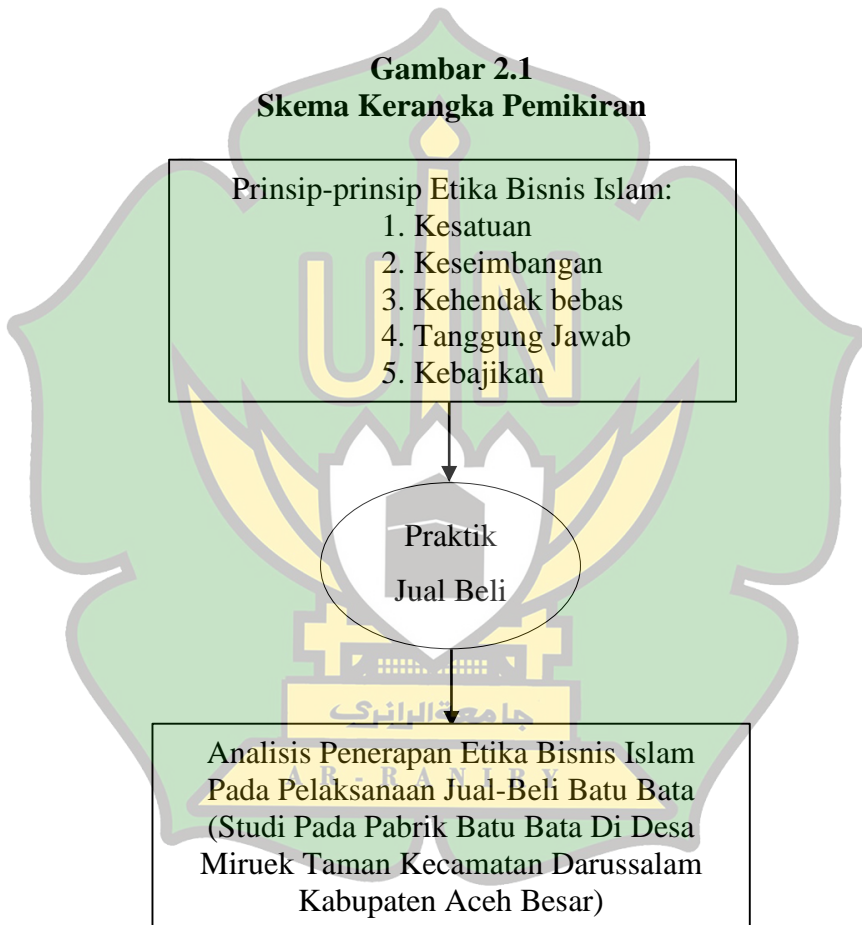 Gambar 2.1
Skema Kerangka Pemikiran
Prinsip-prinsip Etika Bisnis Islam:
1. Kesatuan
2. Keseimbangan
3. Kehendak bebas
4. Tanggung Jawab
5. Kebajikan
UIN
Praktik
Jual Beli
جامعة الرانري
Analisis Penerapan Etika Bisnis Islam
AR-RANIRY
Pada Pelaksanaan Jual-Beli Batu Bata
(Studi Pada Pabrik Batu Bata Di Desa
Miruek Taman Kecamatan Darussalam
Kabupaten Aceh Besar)